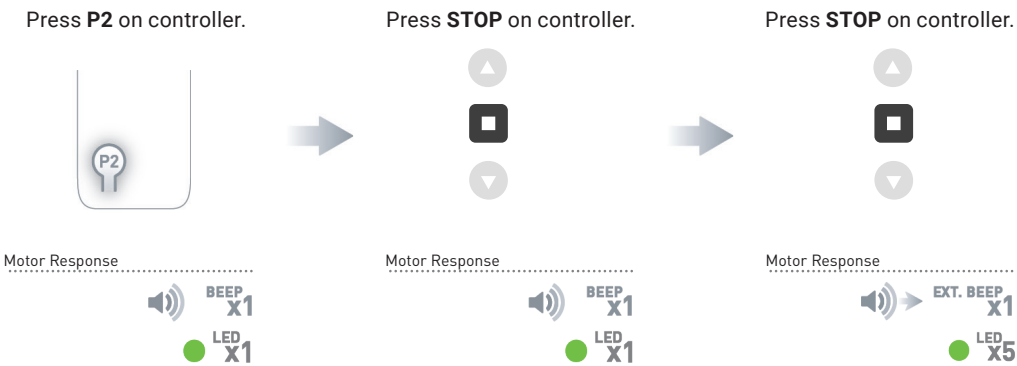 Press P2 on controller.
Press STOP on controller.
Press STOP on controller.
P2
Motor Response
BEEP
X1
LED
X1
Motor Response
BEEP
X1
LED
X1
Motor Response
EXT. BEEP
X1
LED
X5